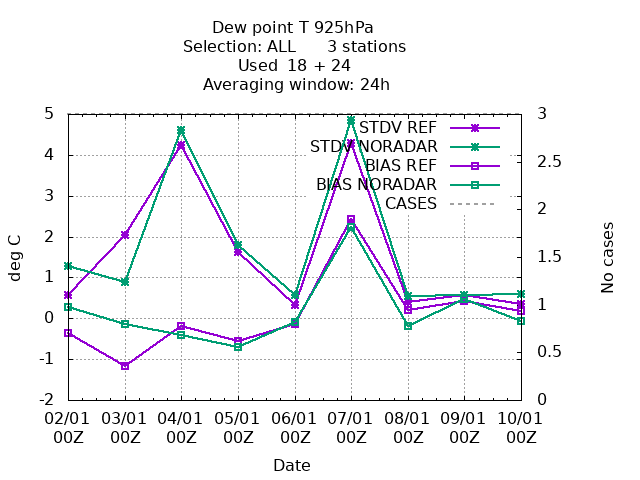 Dew point T 925hPa
Selection: ALL 3 stations
Used 18 + 24
Averaging window: 24h
5
4
3
2
1
0
-1
-2
deg C
3
2.5
2
1.5
1
0.5
0
No cases
STDV REF
STDV NORADAR
BIAS REF
BIAS NORADAR
CASES
02/01 03/01 04/01 05/01 06/01 07/01 08/01 09/01 10/01
00Z 00Z 00Z 00Z 00Z 00Z 00Z 00Z 00Z
Date